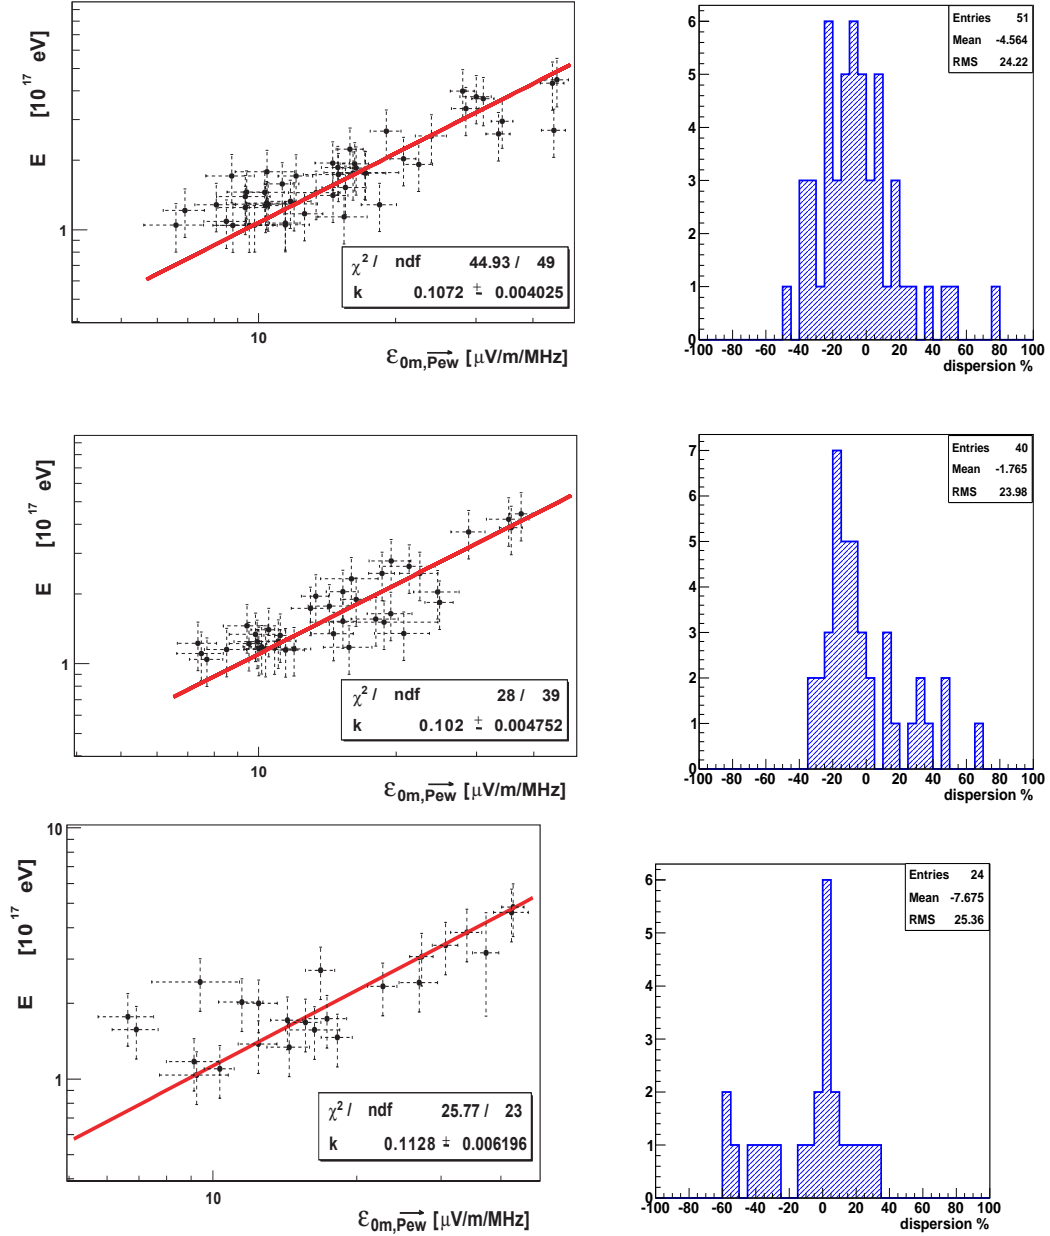 E [10^17 eV]
1
χ² / ndf 44.93 / 49
k 0.1072 ± 0.004025
10
ε0m,Pew [μV/m/MHz]
Entries 51
Mean -4.564
RMS 24.22
6
5
4
3
2
1
0
-100 -80 -60 -40 -20 0 20 40 60 80 100
dispersion %
E [10^17 eV]
1
χ² / ndf 28 / 39
k 0.102 ± 0.004752
10
ε0m,Pew [μV/m/MHz]
Entries 40
Mean -1.765
RMS 23.98
7
6
5
4
3
2
1
0
-100 -80 -60 -40 -20 0 20 40 60 80 100
dispersion %
10
E [10^17 eV]
1
χ² / ndf 25.77 / 23
k 0.1128 ± 0.006196
10
ε0m,Pew [μV/m/MHz]
Entries 24
Mean -7.675
RMS 25.36
6
5
4
3
2
1
0
-100 -80 -60 -40 -20 0 20 40 60 80 100
dispersion %